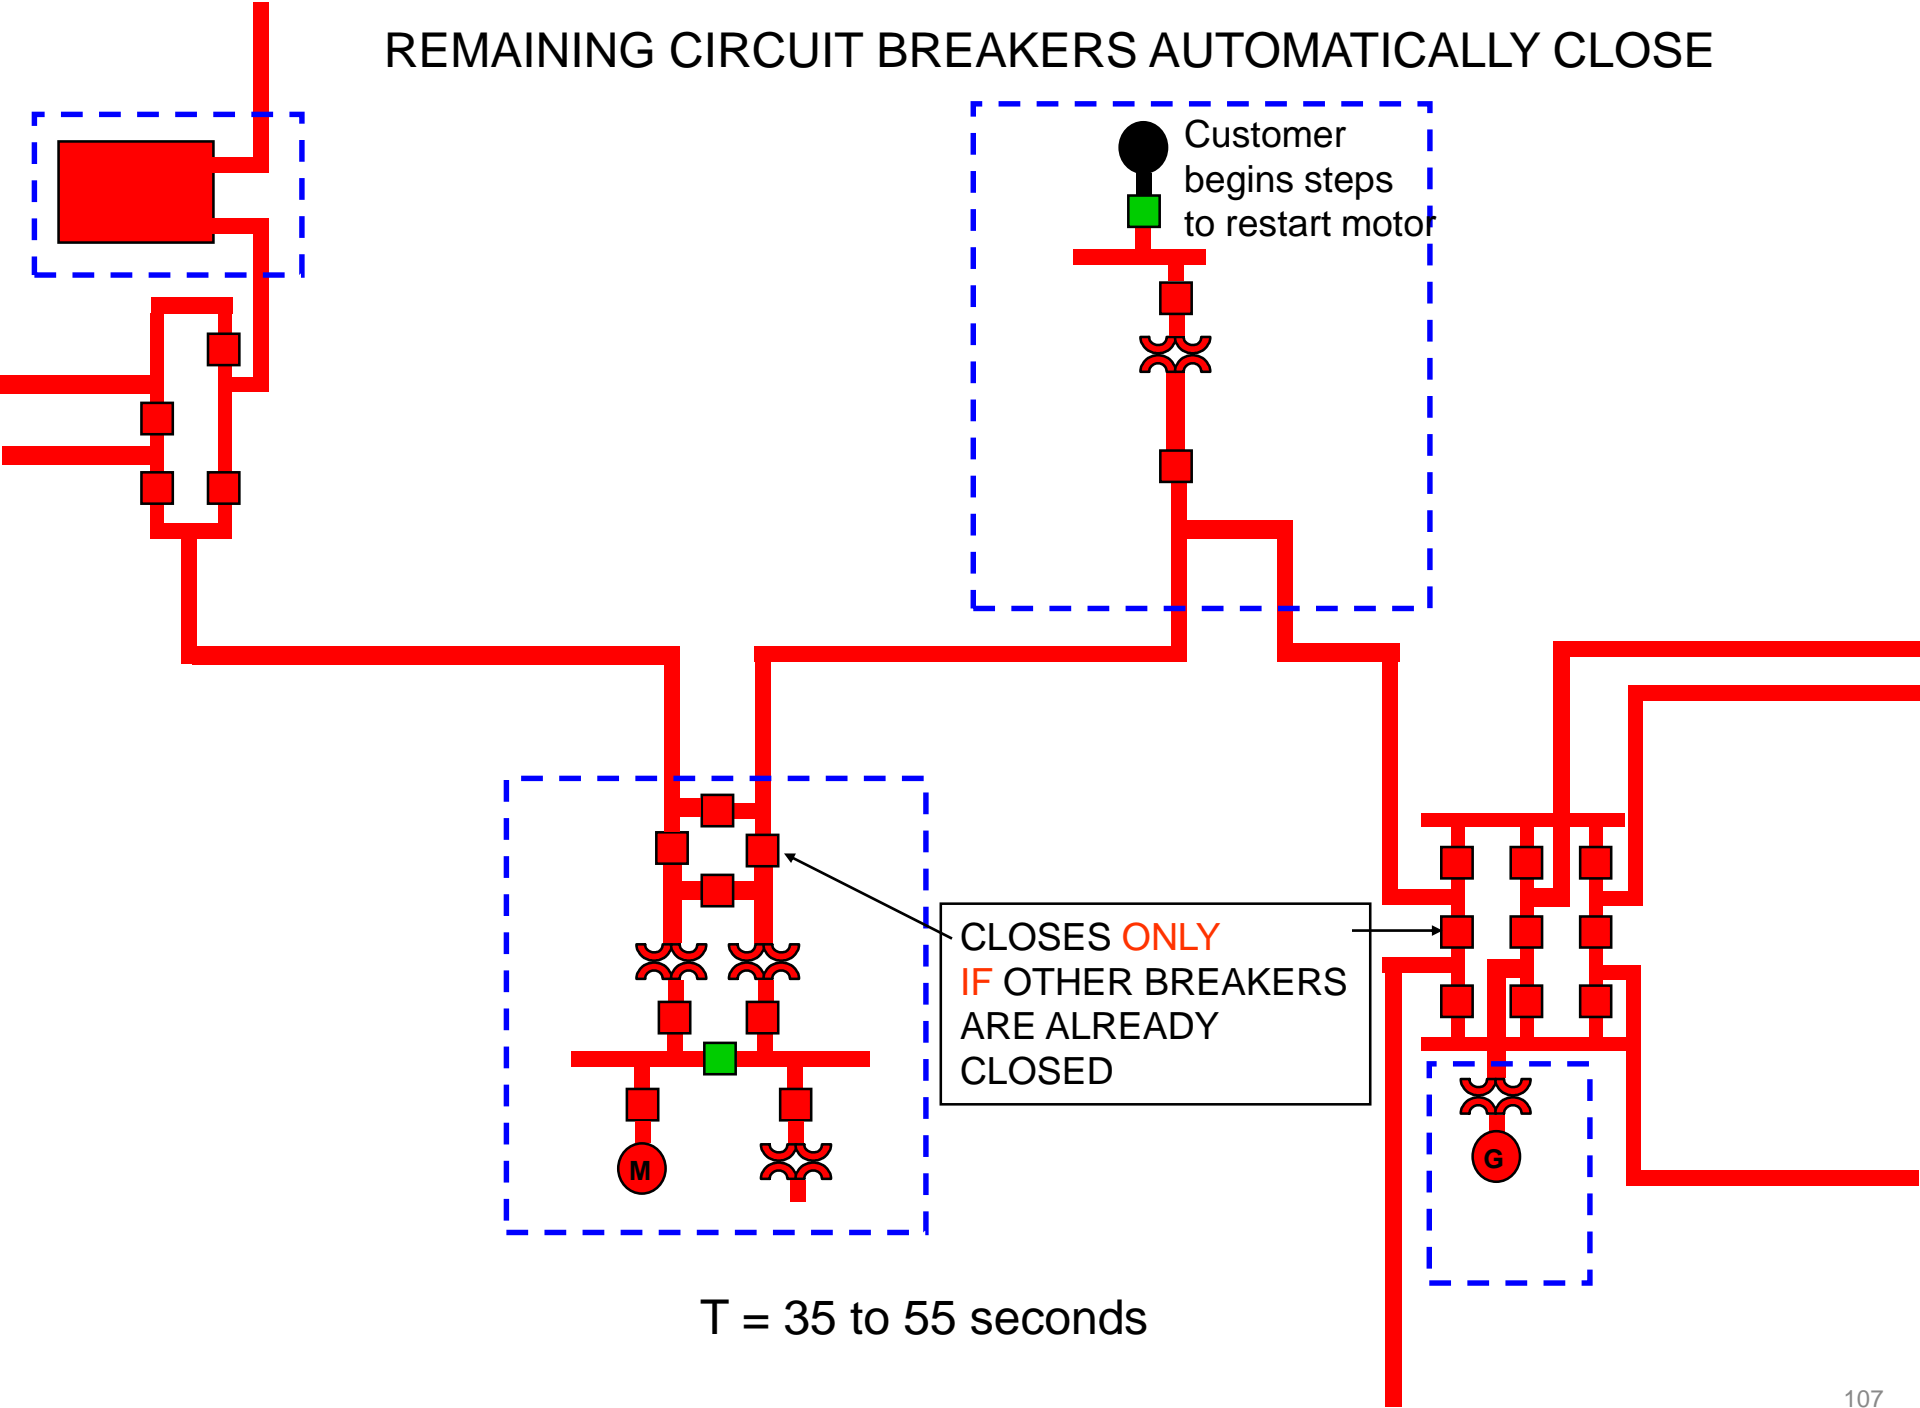 REMAINING CIRCUIT BREAKERS AUTOMATICALLY CLOSE
Customer
begins steps
to restart motor
CLOSES ONLY
IF OTHER BREAKERS
ARE ALREADY
CLOSED
M
G
T = 35 to 55 seconds
107